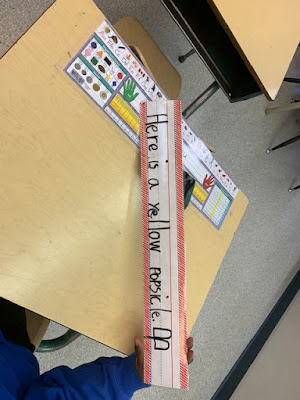 Here is a yellow popsicle.